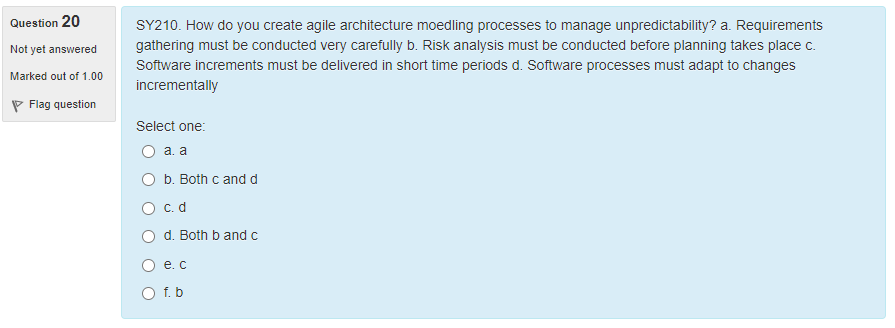 Question 20
Not yet answered
Marked out of 1.00
Flag question
SY210. How do you create agile architecture moedling processes to manage unpredictability? a. Requirements
gathering must be conducted very carefully b. Risk analysis must be conducted before planning takes place c.
Software increments must be delivered in short time periods d. Software processes must adapt to changes
incrementally
Select one:
a. a
b. Both c and d
c. d
d. Both b and c
e. c
f. b